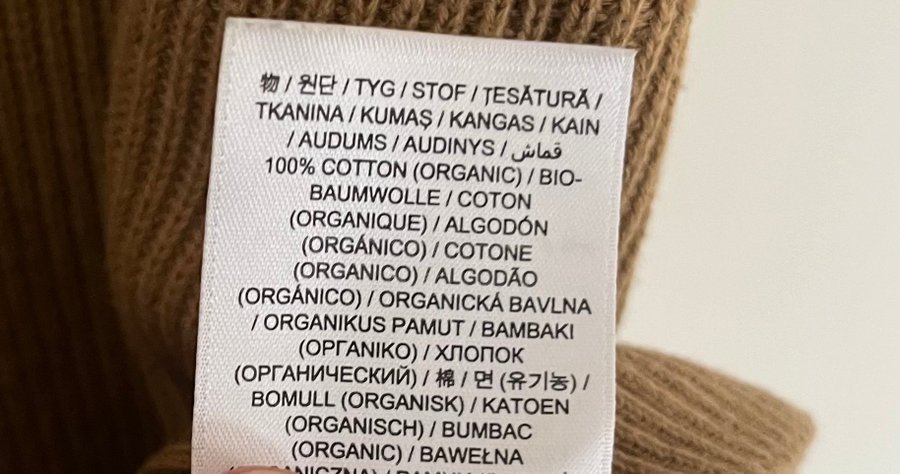 物 / 원단 / TYG / STOF / ȚESĂTURĂ /
TKANINA / KUMAŞ / KANGAS / KAIN
/ AUDUMS / AUDINYS / قماش
100% COTTON (ORGANIC) / BIO-
BAUMWOLLE / COTON
(ORGANIQUE) / ALGODÓN
(ORGÁNICO) / COTONE
(ORGANICO) / ALGODÃO
(ORGÁNICO) / ORGANICKÁ BAVLNA
/ ORGANIKUS PAMUT / BAMBAKI
(ΟΡΓΑΝΙΚΟ) / ХЛОПОК
(ОРГАНИЧЕСКИЙ) / 棉 / 면 (유기농) /
BOMULL (ORGANISK) / KATOEN
(ORGANISCH) / BUMBAC
(ORGANIC) / BAWEŁNA